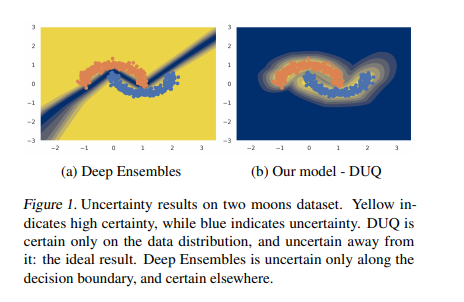 3
2
1
0
−1
−2
−3
−2 −1 0 1 2 3
3
2
1
0
−1
−2
−3
−2 −1 0 1 2 3
(a) Deep Ensembles
(b) Our model - DUQ
Figure 1. Uncertainty results on two moons dataset. Yellow in-
dicates high certainty, while blue indicates uncertainty. DUQ is
certain only on the data distribution, and uncertain away from
it: the ideal result. Deep Ensembles is uncertain only along the
decision boundary, and certain elsewhere.